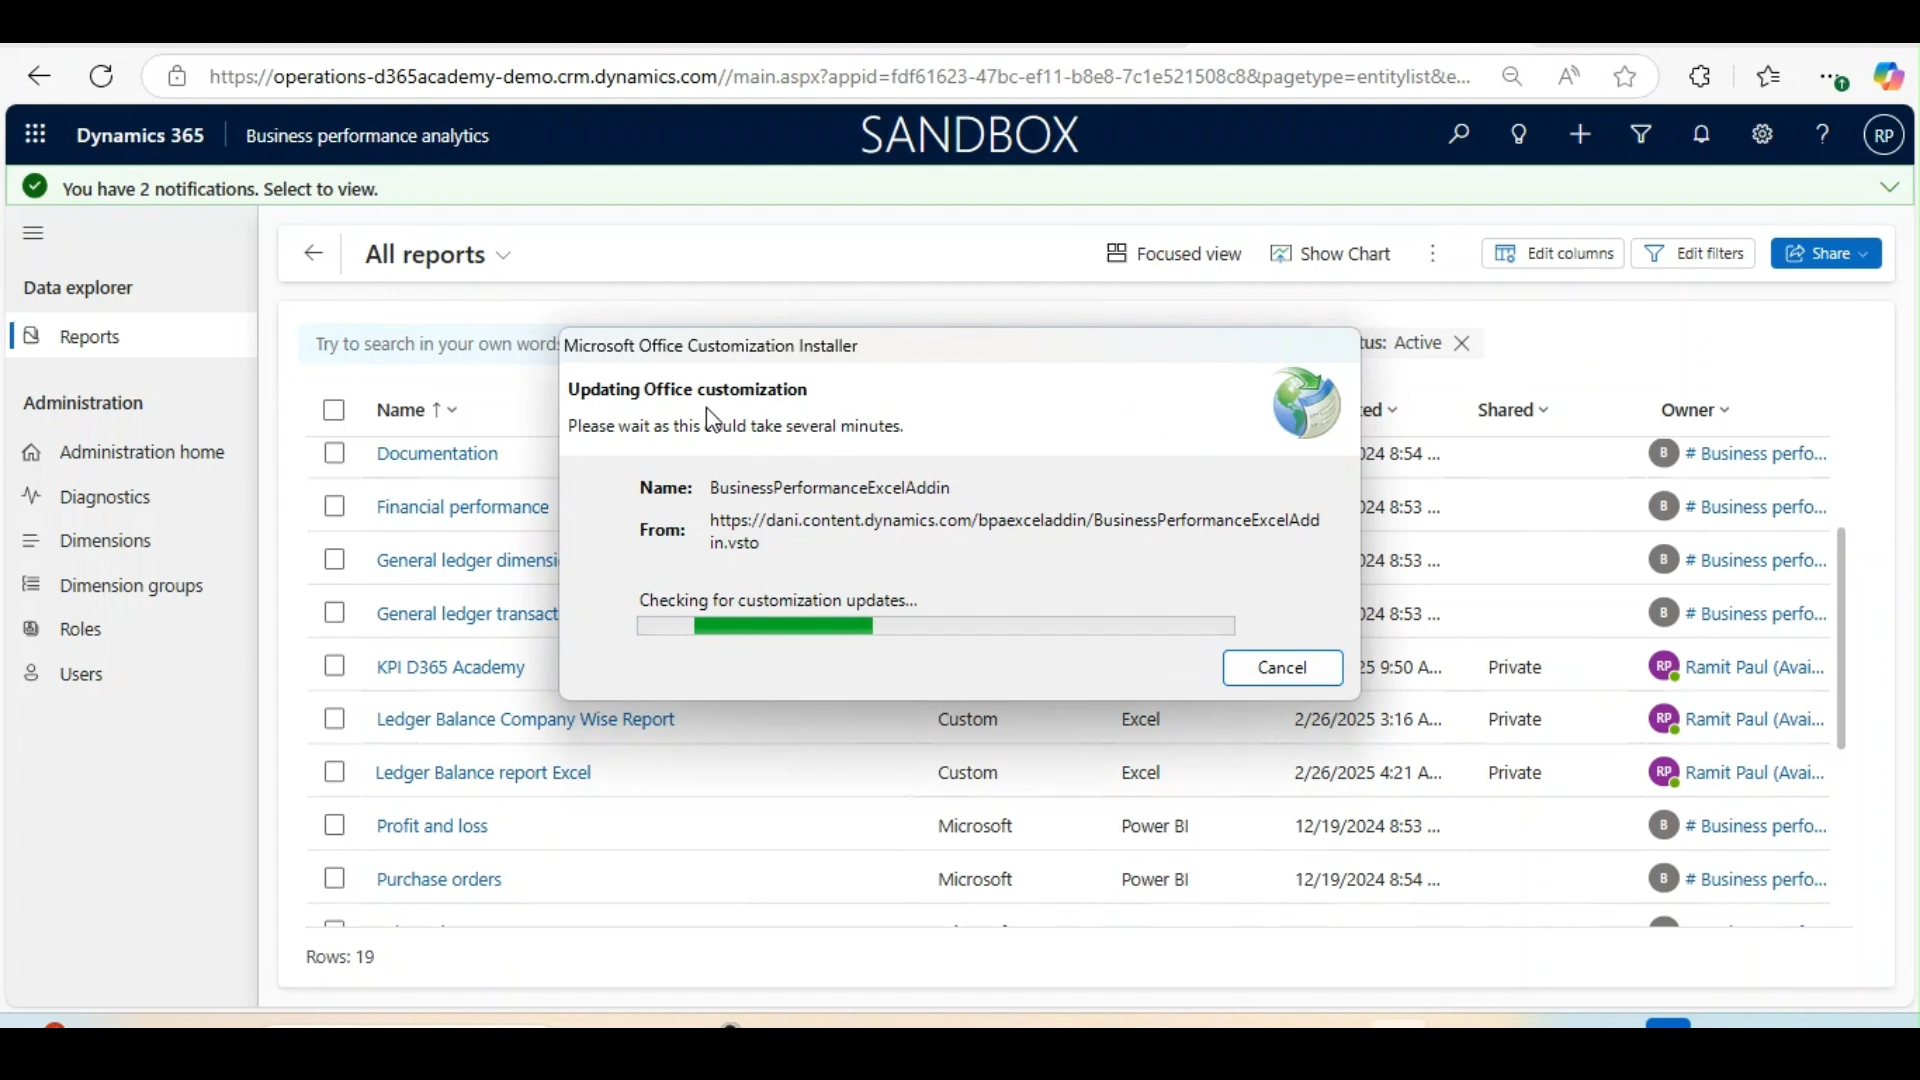 https://operations-d365academy-demo.crm.dynamics.com//main.aspx?appid=fdf61623-47bc-ef11-b8e8-7c1e521508c8&pagetype=entitylist&e...
Dynamics 365 Business performance analytics SANDBOX RP
You have 2 notifications. Select to view.
All reports Focused view Show Chart Edit columns Edit filters Share
Data explorer
Reports
Administration
Administration home
Diagnostics
Dimensions
Dimension groups
Roles
Users
Try to search in your own words
Active
Microsoft Office Customization Installer
Updating Office customization
Please wait as this could take several minutes.
Name: BusinessPerformanceExcelAddin
From: https://dani.content.dynamics.com/bpaexceladdin/BusinessPerformanceExcelAdd
in.vsto
Checking for customization updates...
Cancel
Name Shared Owner
Documentation 24 8:54 ... B # Business perfo...
Financial performance 24 8:53 ... B # Business perfo...
General ledger dimensi 24 8:53 ... B # Business perfo...
General ledger transact 24 8:53 ... B # Business perfo...
KPI D365 Academy 25 9:50 A... Private RP Ramit Paul (Avai...
Ledger Balance Company Wise Report Custom Excel 2/26/2025 3:16 A... Private RP Ramit Paul (Avai...
Ledger Balance report Excel Custom Excel 2/26/2025 4:21 A... Private RP Ramit Paul (Avai...
Profit and loss Microsoft Power BI 12/19/2024 8:53 ... B # Business perfo...
Purchase orders Microsoft Power BI 12/19/2024 8:54 ... B # Business perfo...
Rows: 19